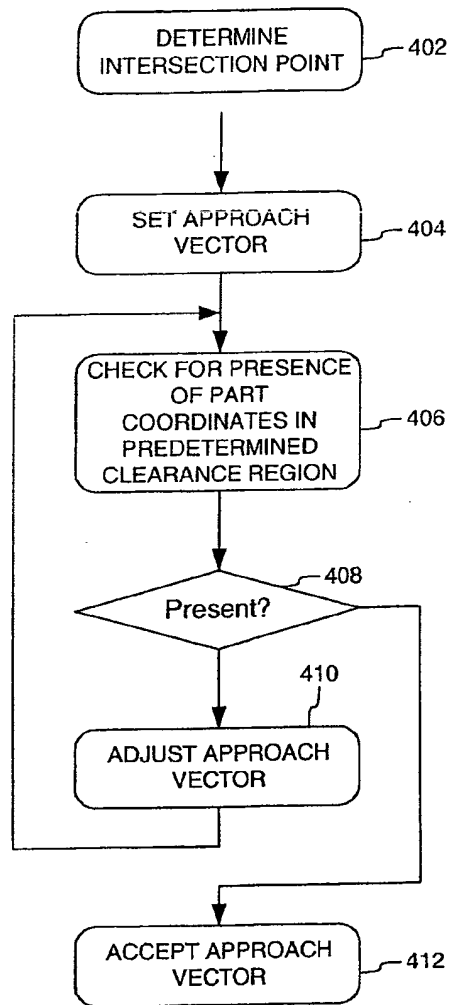 DETERMINE
INTERSECTION POINT
402
SET APPROACH
VECTOR
404
CHECK FOR PRESENCE
OF PART
COORDINATES IN
PREDETERMINED
CLEARANCE REGION
406
408
Present?
410
ADJUST APPROACH
VECTOR
ACCEPT APPROACH
VECTOR
412